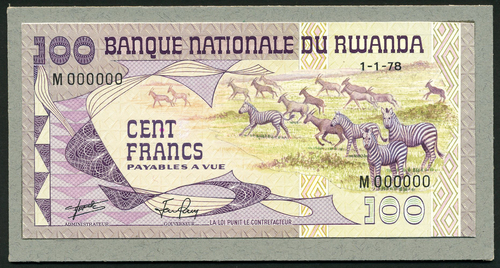 100 BANQUE NATIONALE DU RWANDA
M 000000
1-1-78
CENT
FRANCS
PAYABLES A VUE
M 000000
ADMINISTRATEUR
GOUVERNEUR
LA LOI PUNIT LE CONTREFACTEUR
100